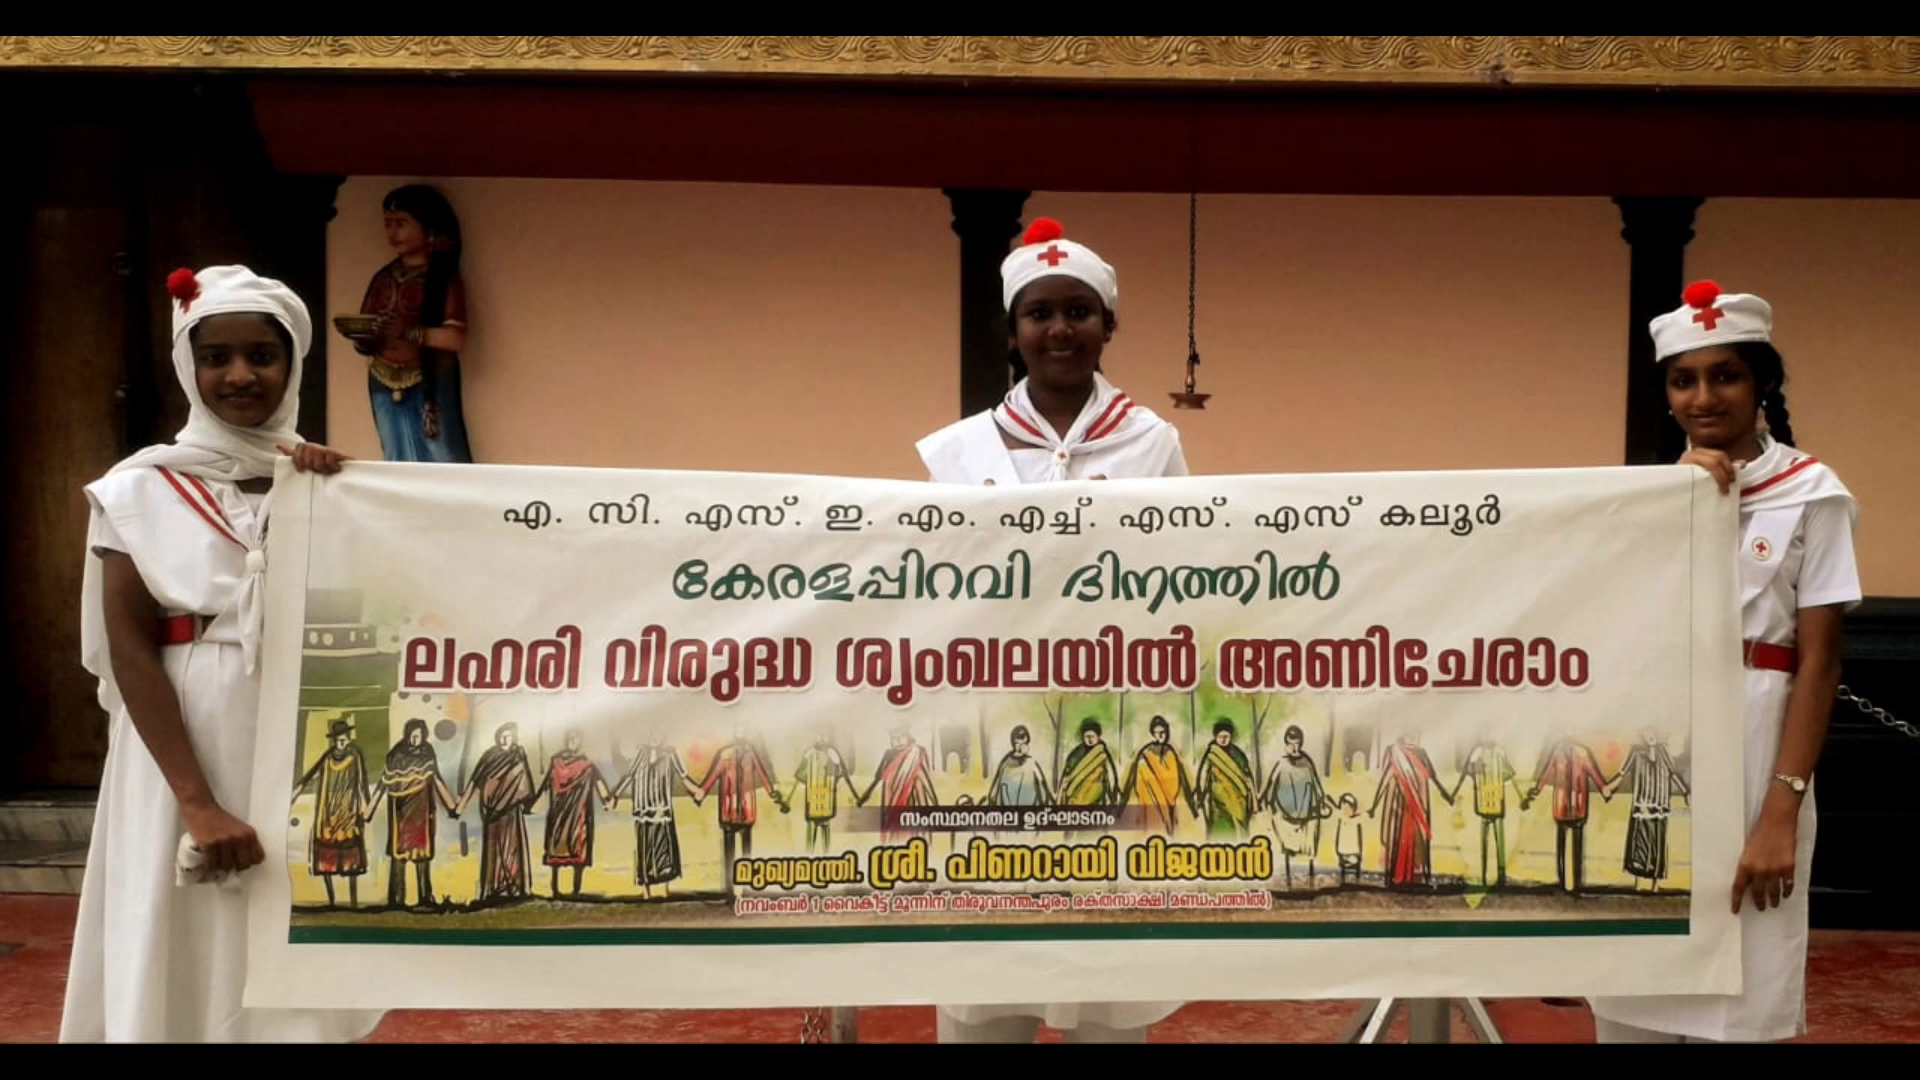 എ. സി. എസ്. ഇ. എം. എച്ച്. എസ്. എസ് കലൂർ
കേരളപ്പിറവി ദിനത്തിൽ
ലഹരി വിരുദ്ധ ശൃംഖലയിൽ അണിചേരാം
സംസ്ഥാനതല ഉദ്ഘാടനം
മുഖ്യമന്ത്രി. ശ്രീ. പിണറായി വിജയൻ
(നവംബർ 1 വൈകീട്ട് മൂന്നിന് തിരുവനന്തപുരം രക്തസാക്ഷി മണ്ഡപത്തിൽ)